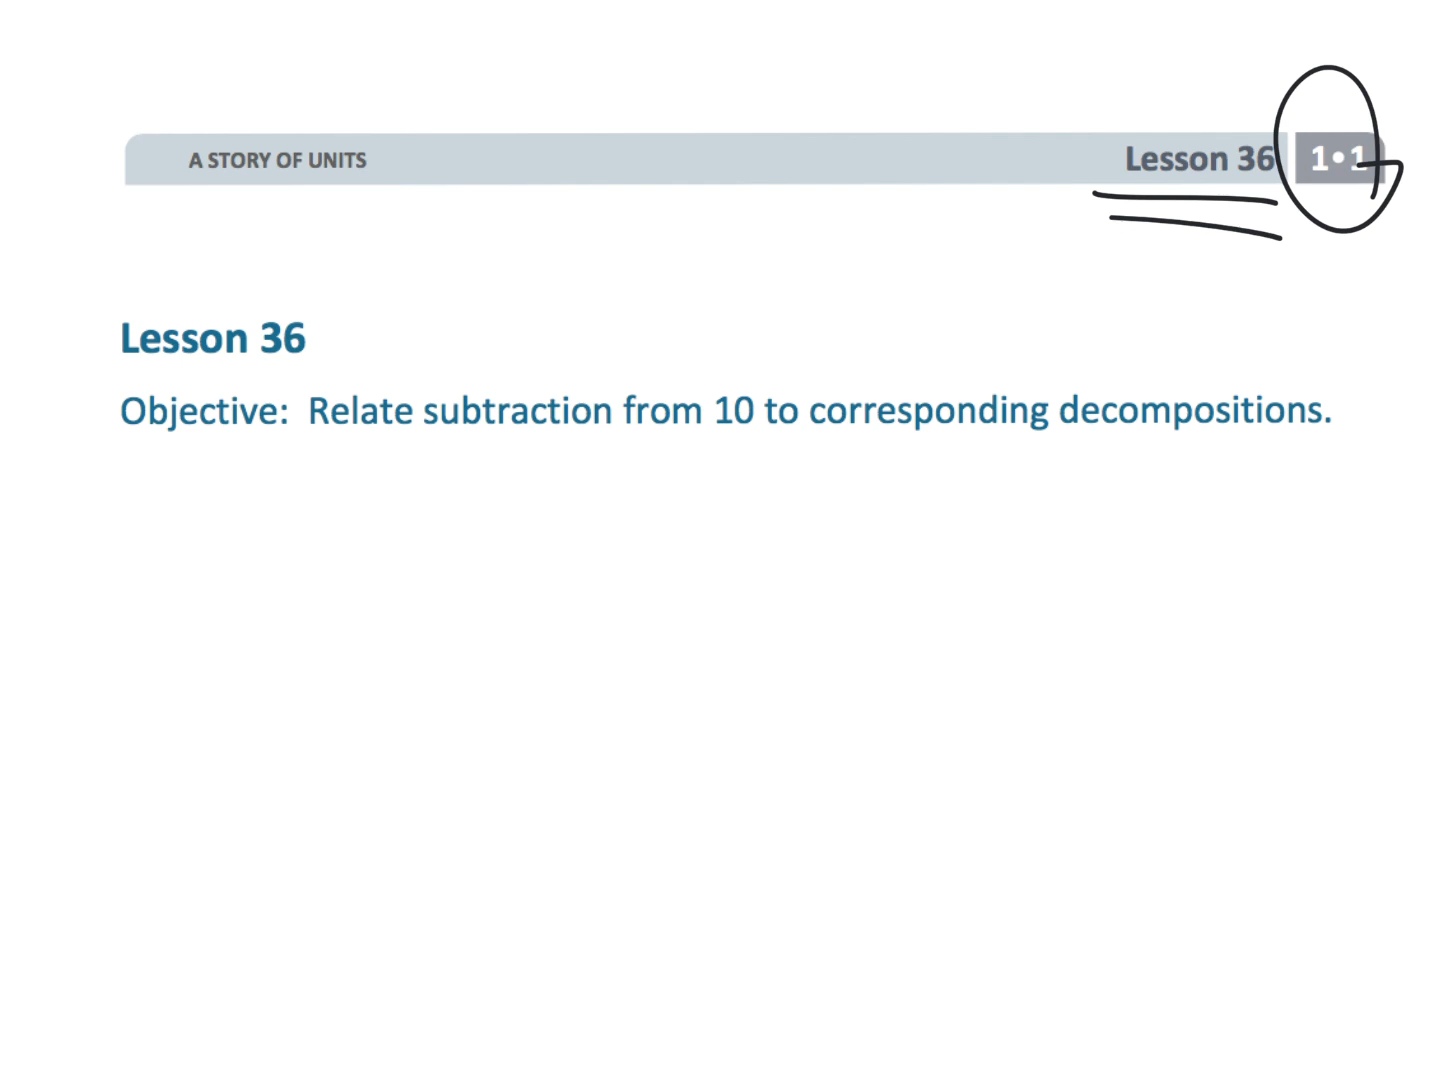 A STORY OF UNITS
Lesson 36
1•1
Lesson 36
Objective: Relate subtraction from 10 to corresponding decompositions.